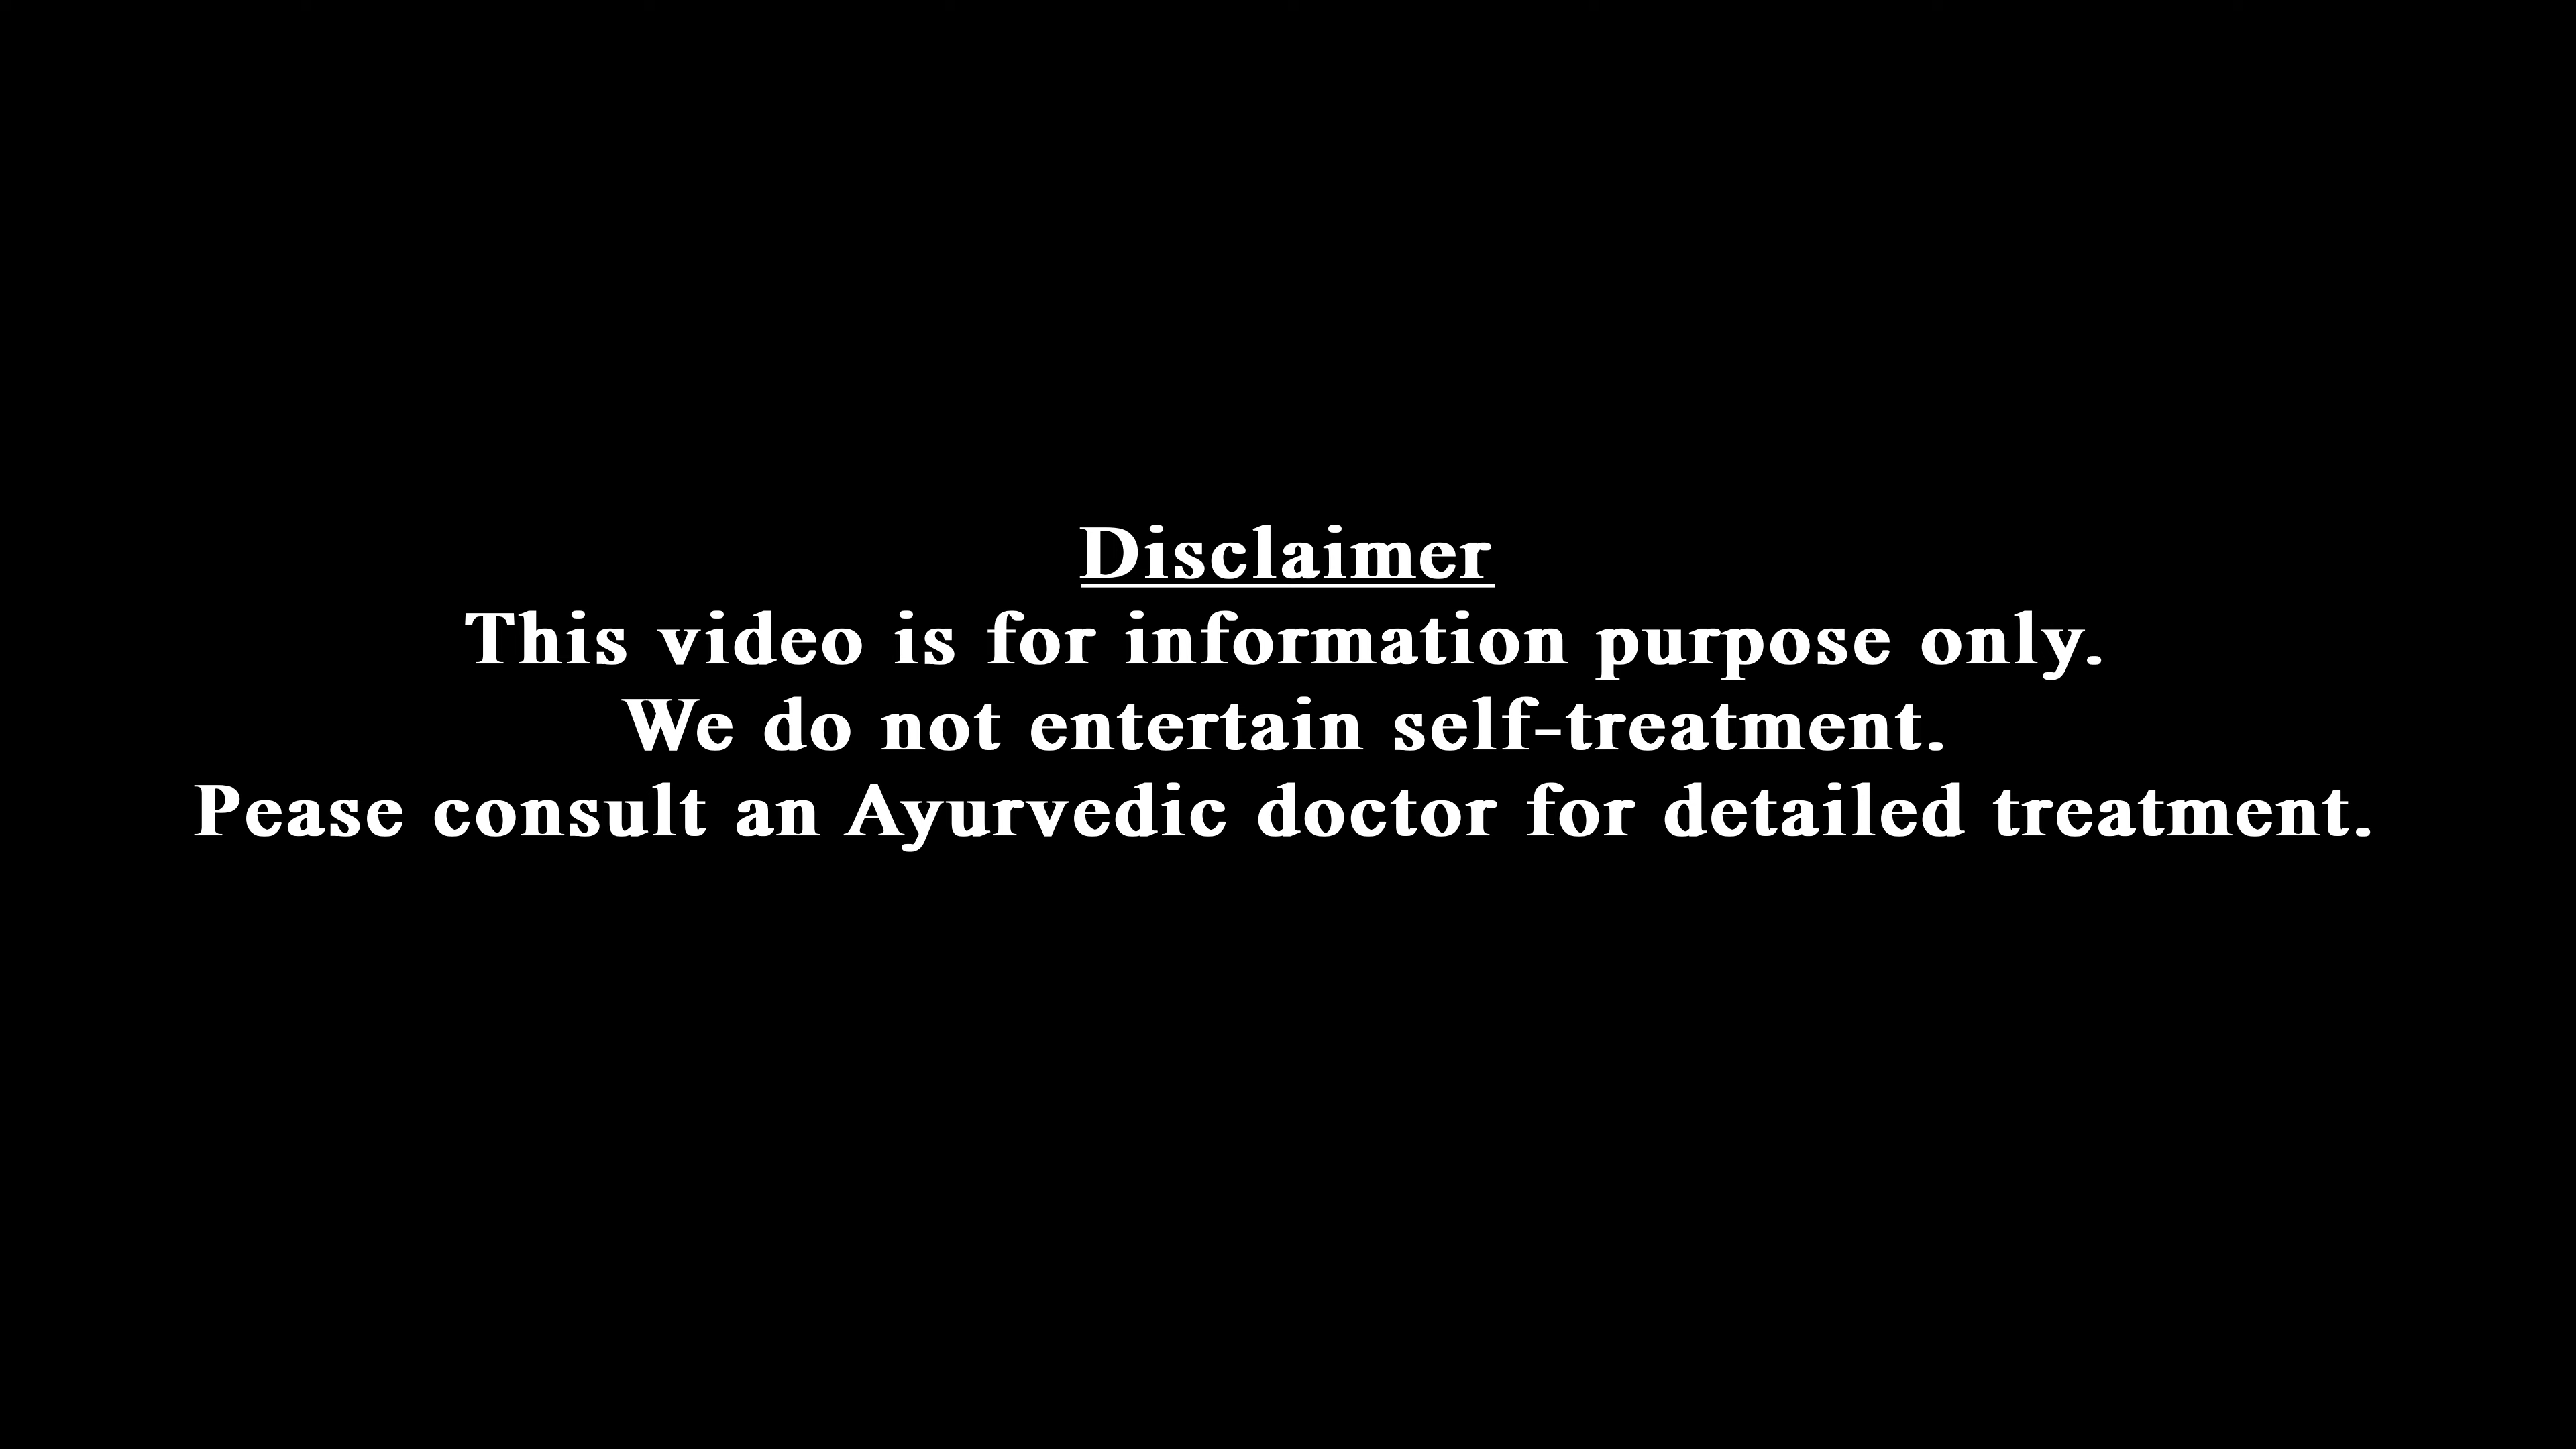 Disclaimer
This video is for information purpose only.
We do not entertain self-treatment.
Pease consult an Ayurvedic doctor for detailed treatment.